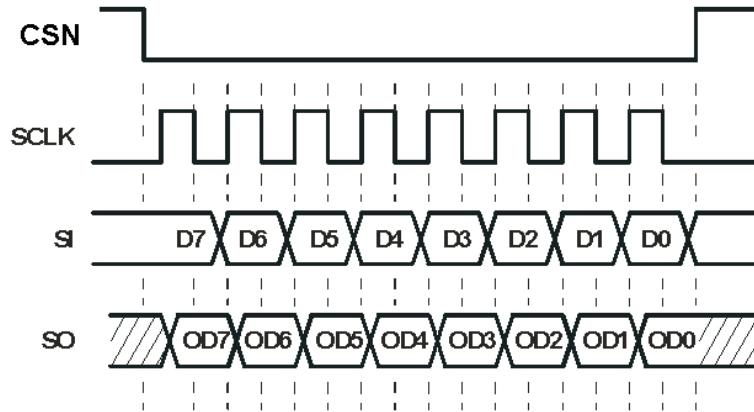 CSN
SCLK
SI D7 D6 D5 D4 D3 D2 D1 D0
SO OD7 OD6 OD5 OD4 OD3 OD2 OD1 OD0